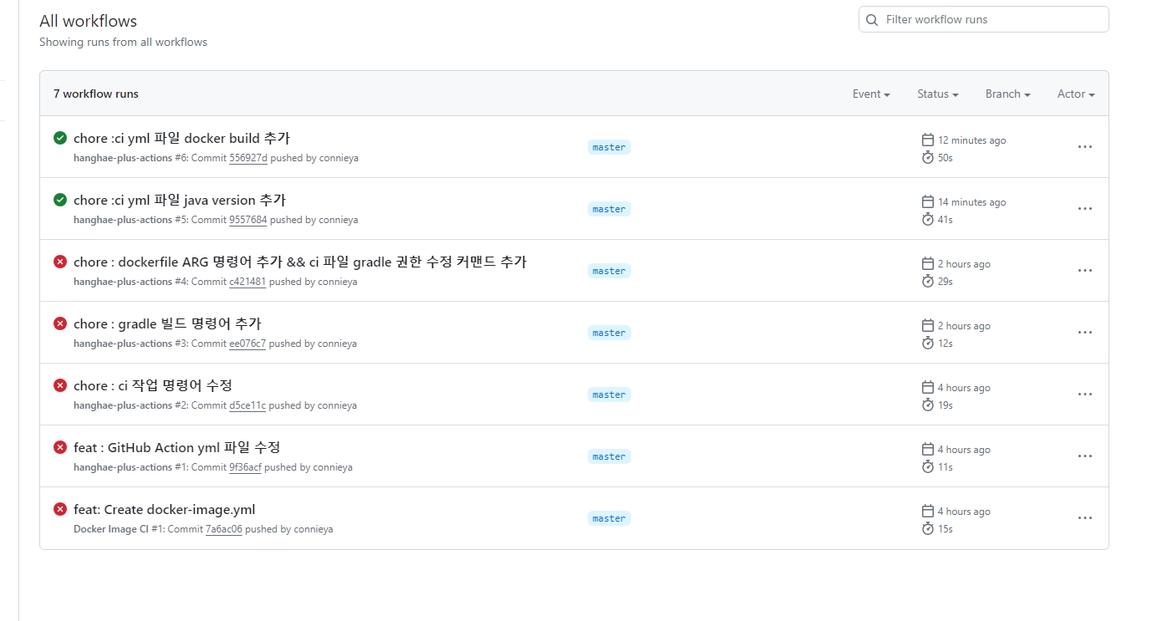 All workflows
Filter workflow runs
Showing runs from all workflows
7 workflow runs Event Status Branch Actor
chore :ci yml 파일 docker build 추가
hanghae-plus-actions #6: Commit 556927d pushed by connieya
master
12 minutes ago
50s
chore :ci yml 파일 java version 추가
hanghae-plus-actions #5: Commit 9557684 pushed by connieya
master
14 minutes ago
41s
chore : dockerfile ARG 명령어 추가 && ci 파일 gradle 권한 수정 커맨드 추가
hanghae-plus-actions #4: Commit c421481 pushed by connieya
master
2 hours ago
29s
chore : gradle 빌드 명령어 추가
hanghae-plus-actions #3: Commit ee076c7 pushed by connieya
master
2 hours ago
12s
chore : ci 작업 명령어 수정
hanghae-plus-actions #2: Commit d5ce11c pushed by connieya
master
4 hours ago
19s
feat : GitHub Action yml 파일 수정
hanghae-plus-actions #1: Commit 9f36acf pushed by connieya
master
4 hours ago
11s
feat: Create docker-image.yml
Docker Image CI #1: Commit 7a6ac06 pushed by connieya
master
4 hours ago
15s